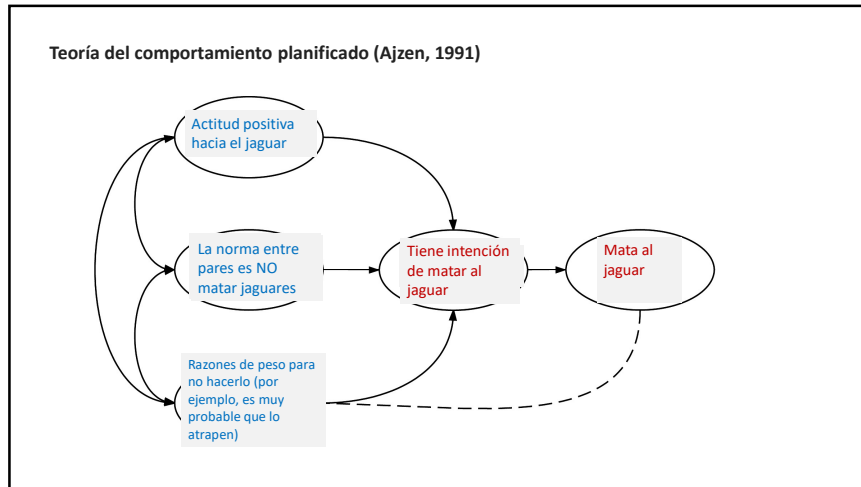 Teoría del comportamiento planificado (Ajzen, 1991)
Actitud positiva
hacia el jaguar
La norma entre
pares es NO
matar jaguares
Tiene intención
de matar al
jaguar
Mata al
jaguar
Razones de peso para
no hacerlo (por
ejemplo, es muy
probable que lo
atrapen)